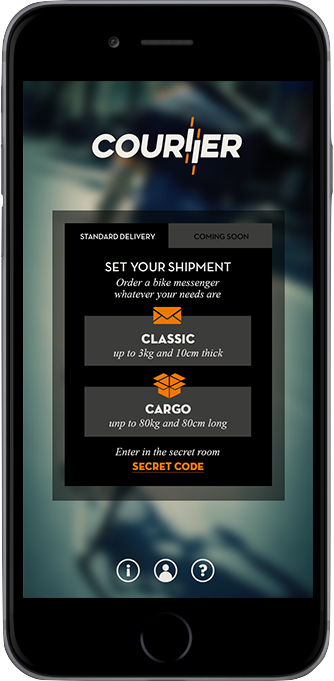 COURIIER
STANDARD DELIVERY
COMING SOON
SET YOUR SHIPMENT
Order a bike messenger
whatever your needs are
CLASSIC
up to 3kg and 10cm thick
CARGO
unp to 80kg and 80cm long
Enter in the secret room
SECRET CODE
i
?